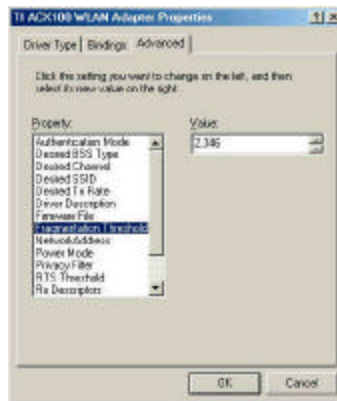 TI ACX100 WLAN Adapter Properties
Driver Type
Bindings
Advanced
Click the setting you want to change on the left, and then
select its new value on the right.
Property:
Value:
Authentication Mode
Desired BSS Type
Desired Channel
Desired SSID
Desired Tx Rate
Driver Description
Firmware File
Fragmentation Threshold
NetworkAddress
Power Mode
Privacy Filter
RTS Threshold
Rx Descriptors
2,346
OK
Cancel